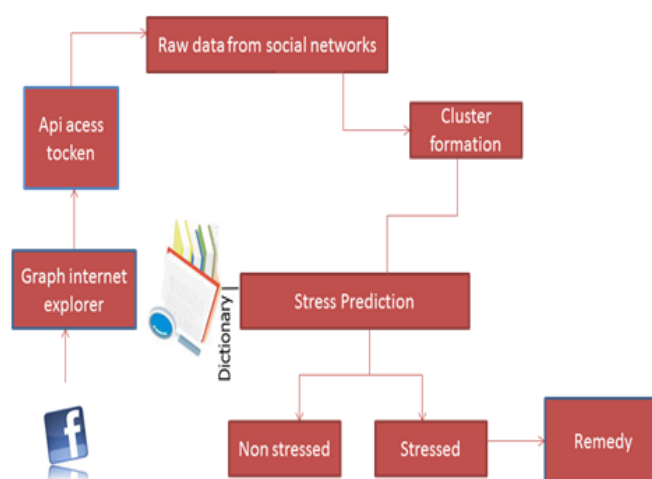 Raw data from social networks
Api acess
tocken
Cluster
formation
Graph internet
explorer
Dictionary
Stress Prediction
Non stressed
Stressed
Remedy
f